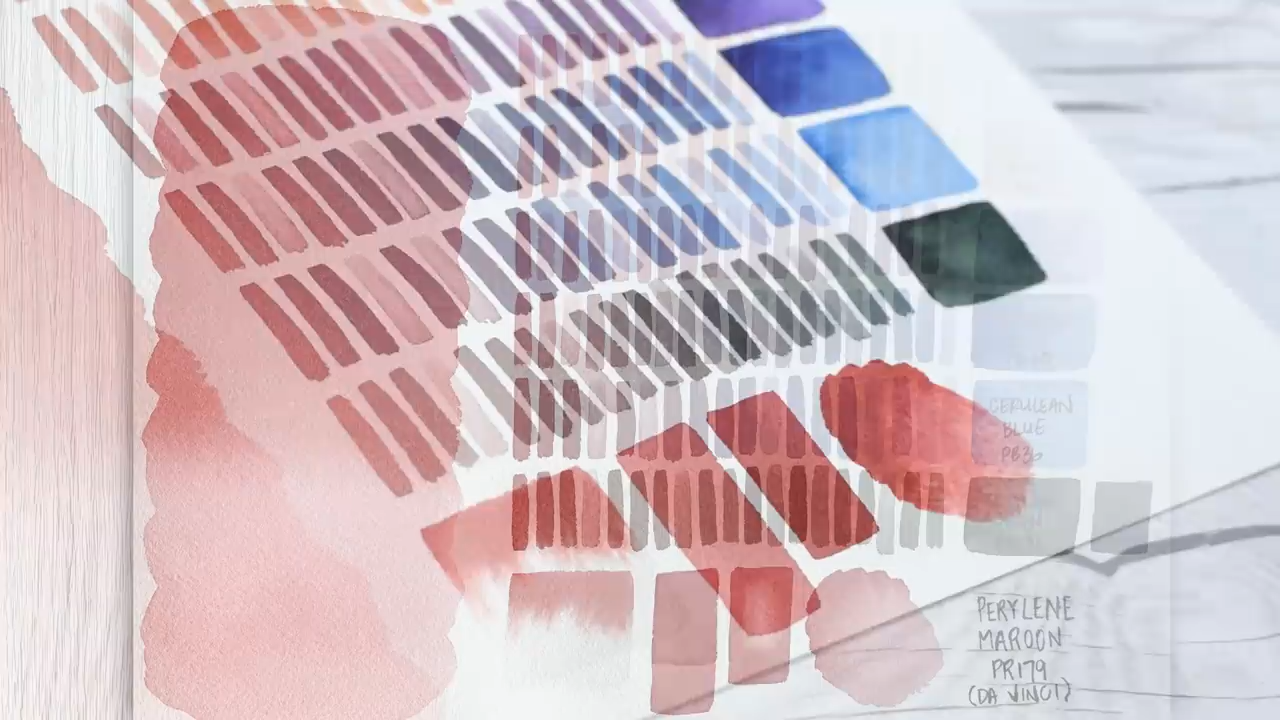 CERULEAN
BLUE
PB36
PERYLENE
MAROON
PR179
(DA VINCI)